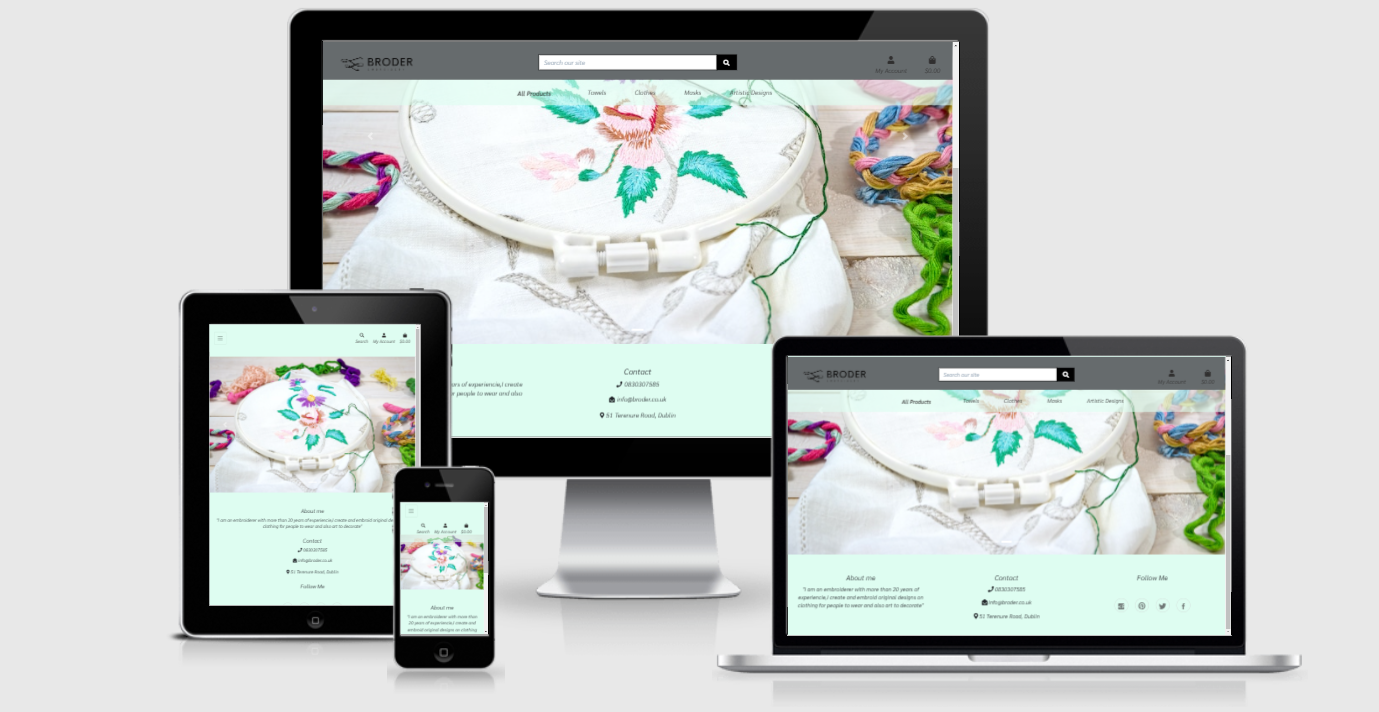 BRODER
Search our site
My Account
$0.00
All Products
Towels
Clothes
Masks
Artistic Designs
ars of experiencie,I create
r people to wear and also
Contact
0830307585
info@broder.co.uk
51 Terenure Road, Dublin
Search
My Account
$0.00
About me
"I am an embroiderer with more than 20 years of experiencie,I create and embroid original de
clothing for people to wear and also art to decorate"
Contact
0830307585
info@broder.co.uk
51 Terenure Road, Dublin
Follow Me
Search
My Account
$0.00
About me
"I am an embroiderer with more than
20 years of experiencie,I create and
embroid original designs on clothing
BRODER
Search our site
My Account
$0.00
All Products
Towels
Clothes
Masks
Artistic Designs
About me
"I am an embroiderer with more than 20 years of
experiencie,I create and embroid original designs on
clothing for people to wear and also art to decorate"
Contact
0830307585
info@broder.co.uk
51 Terenure Road, Dublin
Follow Me